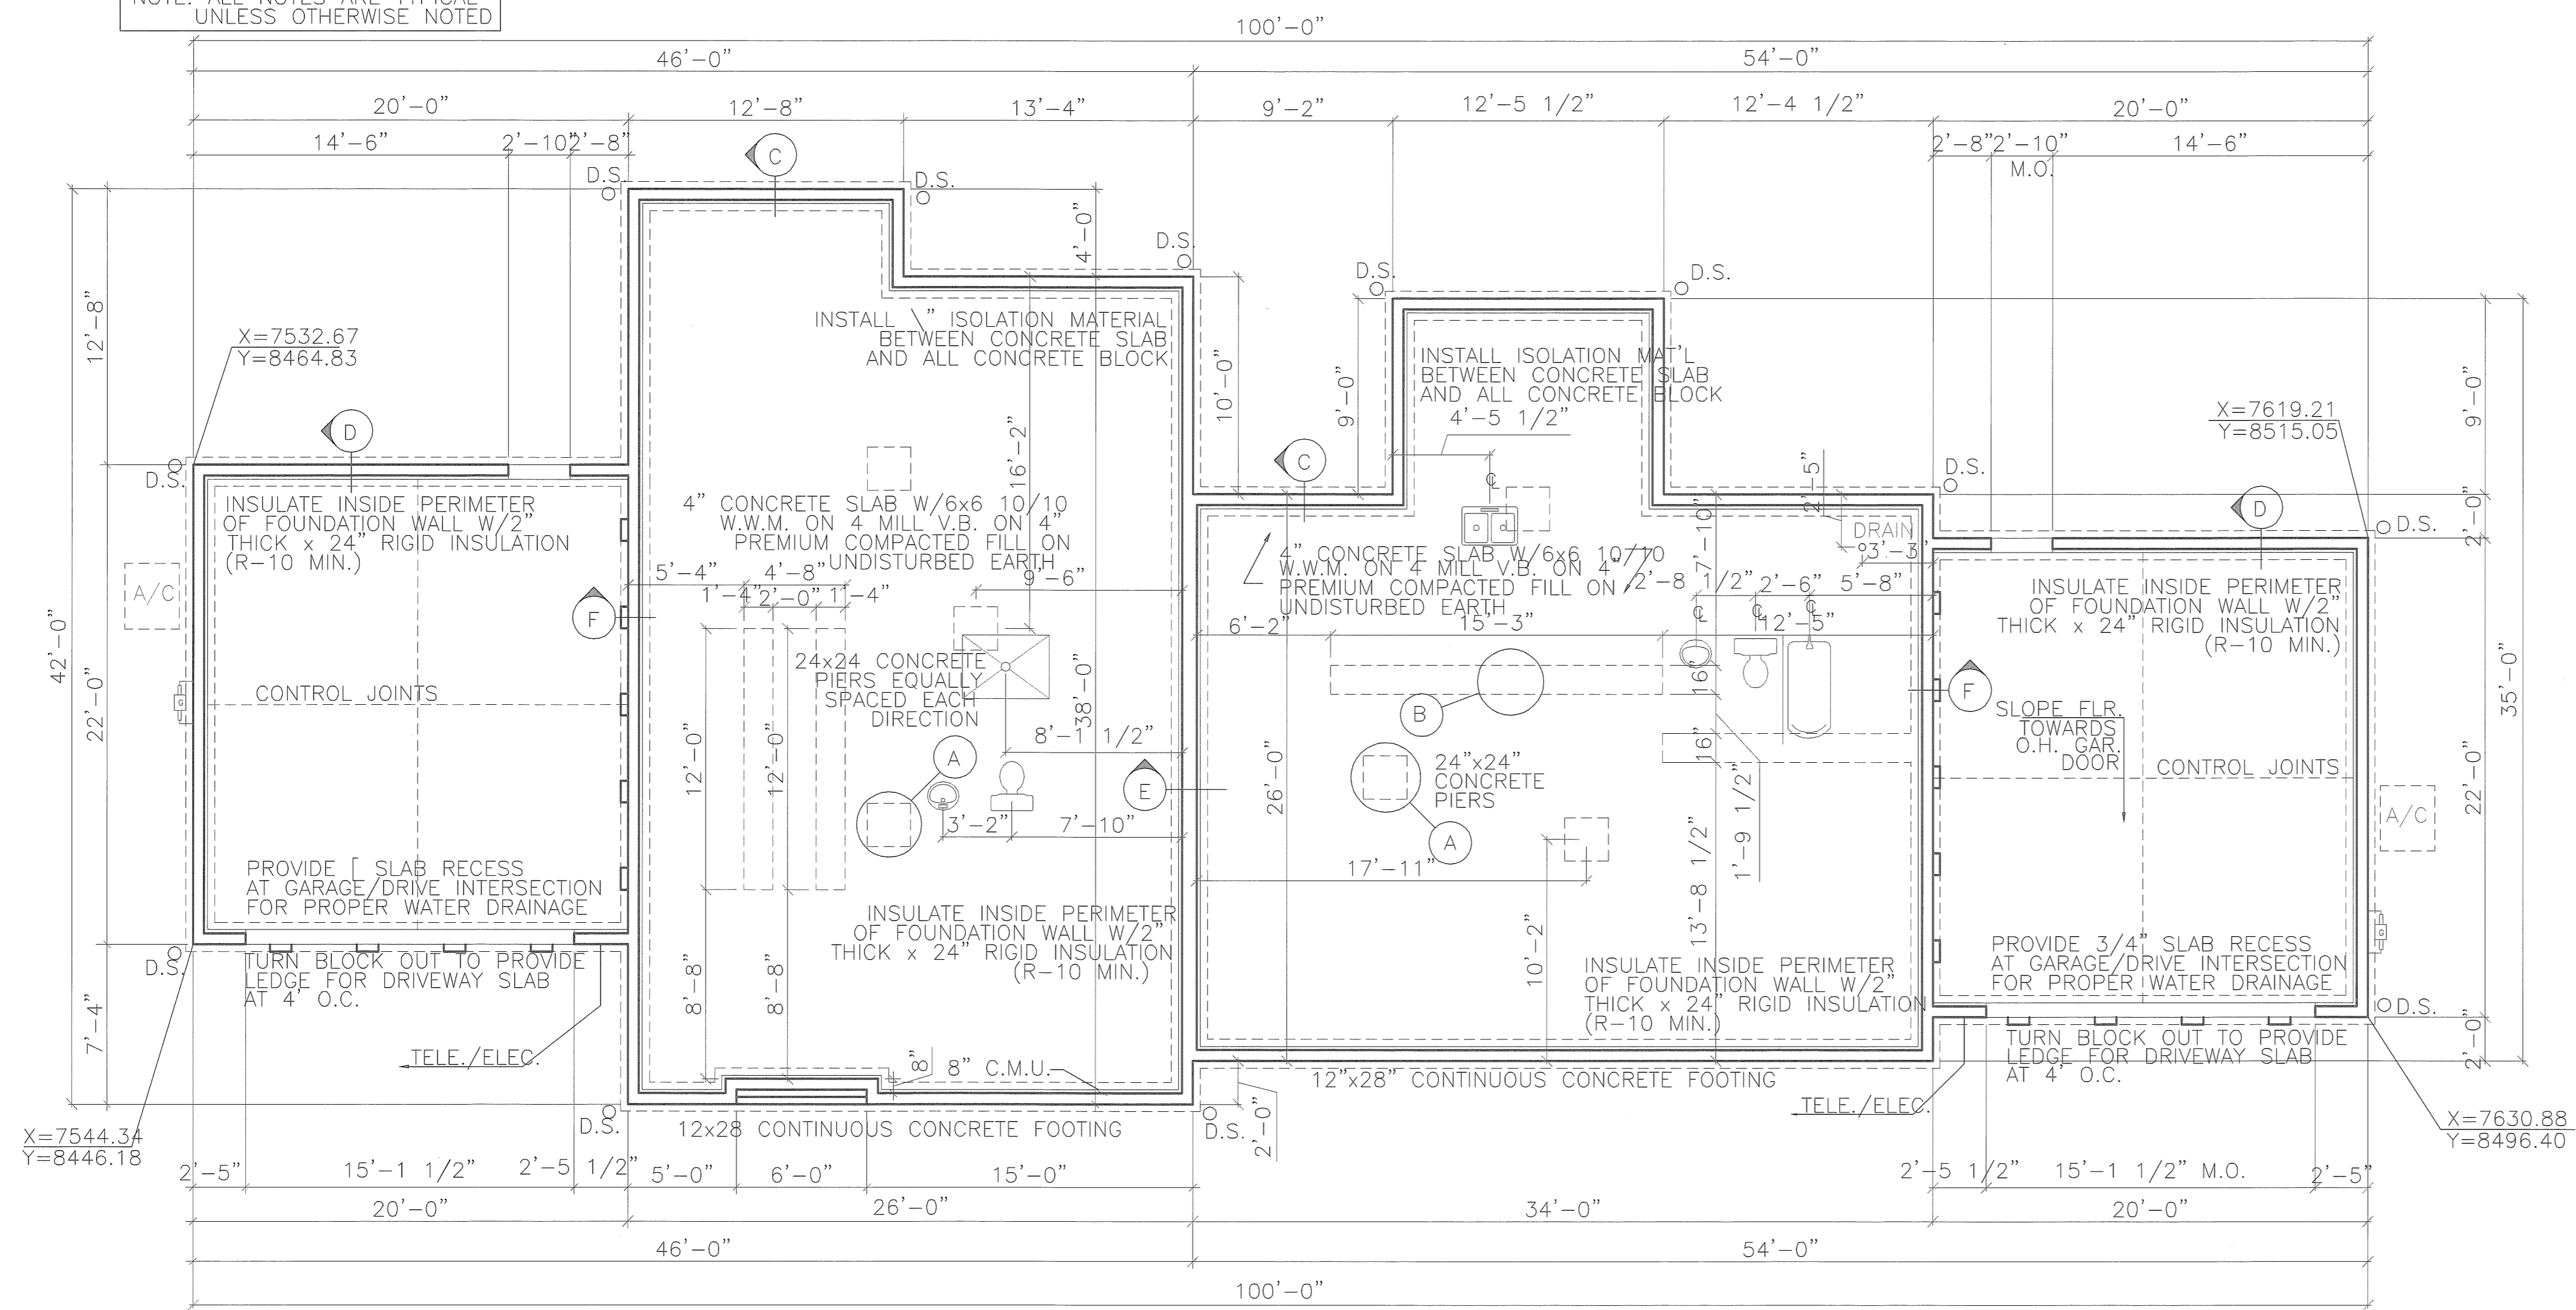 NOTE: ALL NOTES ARE TYPICAL
UNLESS OTHERWISE NOTED
100'-0"
46'-0"
54'-0"
20'-0"
12'-8"
13'-4"
9'-2"
12'-5 1/2"
12'-4 1/2"
20'-0"
14'-6"
2'-10"
2'-8"
2'-8"
2'-10"
M.O.
14'-6"
C
D.S.
D.S.
D.S.
D.S.
D.S.
4'-0"
12'-8"
X=7532.67
Y=8464.83
INSTALL \" ISOLATION MATERIAL
BETWEEN CONCRETE SLAB
AND ALL CONCRETE BLOCK
10'-0"
9'-0"
INSTALL ISOLATION MAT'L
BETWEEN CONCRETE SLAB
AND ALL CONCRETE BLOCK
4'-5 1/2"
X=7619.21
Y=8515.05
9'-0"
D
D.S.
16'-2"
C
2'-5"
D.S.
D
D.S.
2'-0"
INSULATE INSIDE PERIMETER
OF FOUNDATION WALL W/2"
THICK x 24" RIGID INSULATION
(R-10 MIN.)
4" CONCRETE SLAB W/6x6 10/10
W.W.M. ON 4 MILL V.B. ON 4"
PREMIUM COMPACTED FILL ON
UNDISTURBED EARTH
7'-10"
DRAIN
3'-3"
4" CONCRETE SLAB W/6x6 10/10
W.W.M. ON 4 MILL V.B. ON 4"
PREMIUM COMPACTED FILL ON
UNDISTURBED EARTH
2'-8 1/2"
2'-6"
5'-8"
INSULATE INSIDE PERIMETER
OF FOUNDATION WALL W/2"
THICK x 24" RIGID INSULATION
(R-10 MIN.)
A/C
5'-4"
4'-8"
1'-4"
2'-0"
1'-4"
9'-6"
F
6'-2"
15'-3"
12'-5"
42'-0"
22'-0"
CONTROL JOINTS
G
24x24 CONCRETE
PIERS EQUALLY
SPACED EACH
DIRECTION
38'-0"
8'-1 1/2"
12'-0"
12'-0"
A
E
16"
16"
B
F
SLOPE FLR.
TOWARDS
O.H. GAR.
DOOR
CONTROL JOINTS
35'-0"
22'-0"
A/C
G
26'-0"
24"x24"
CONCRETE
PIERS
A
1'-9 1/2"
3'-2"
7'-10"
17'-11"
13'-8 1/2"
10'-2"
PROVIDE [ SLAB RECESS
AT GARAGE/DRIVE INTERSECTION
FOR PROPER WATER DRAINAGE
INSULATE INSIDE PERIMETER
OF FOUNDATION WALL W/2"
THICK x 24" RIGID INSULATION
(R-10 MIN.)
INSULATE INSIDE PERIMETER
OF FOUNDATION WALL W/2"
THICK x 24" RIGID INSULATION
(R-10 MIN.)
PROVIDE 3/4" SLAB RECESS
AT GARAGE/DRIVE INTERSECTION
FOR PROPER WATER DRAINAGE
D.S.
TURN BLOCK OUT TO PROVIDE
LEDGE FOR DRIVEWAY SLAB
AT 4' O.C.
7'-4"
8'-8"
8'-8"
TELE./ELEC.
8"
8" C.M.U.
D.S.
TURN BLOCK OUT TO PROVIDE
LEDGE FOR DRIVEWAY SLAB
AT 4' O.C.
2'-0"
12"x28" CONTINUOUS CONCRETE FOOTING
TELE./ELEC.
X=7544.34
Y=8446.18
D.S.
12x28 CONTINUOUS CONCRETE FOOTING
D.S.
2'-0"
X=7630.88
Y=8496.40
2'-5"
15'-1 1/2"
2'-5 1/2"
5'-0"
6'-0"
15'-0"
2'-5 1/2"
15'-1 1/2" M.O.
2'-5"
20'-0"
26'-0"
34'-0"
20'-0"
46'-0"
54'-0"
100'-0"